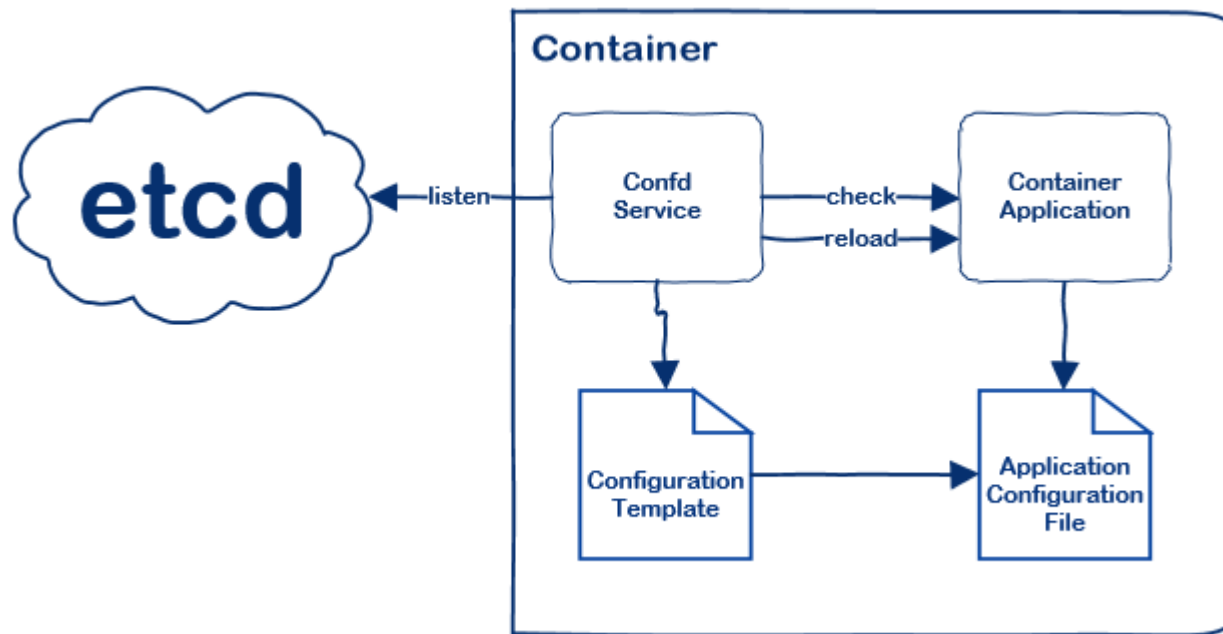 Container
etcd
listen
Confd
Service
check
reload
Container
Application
Configuration
Template
Application
Configuration
File